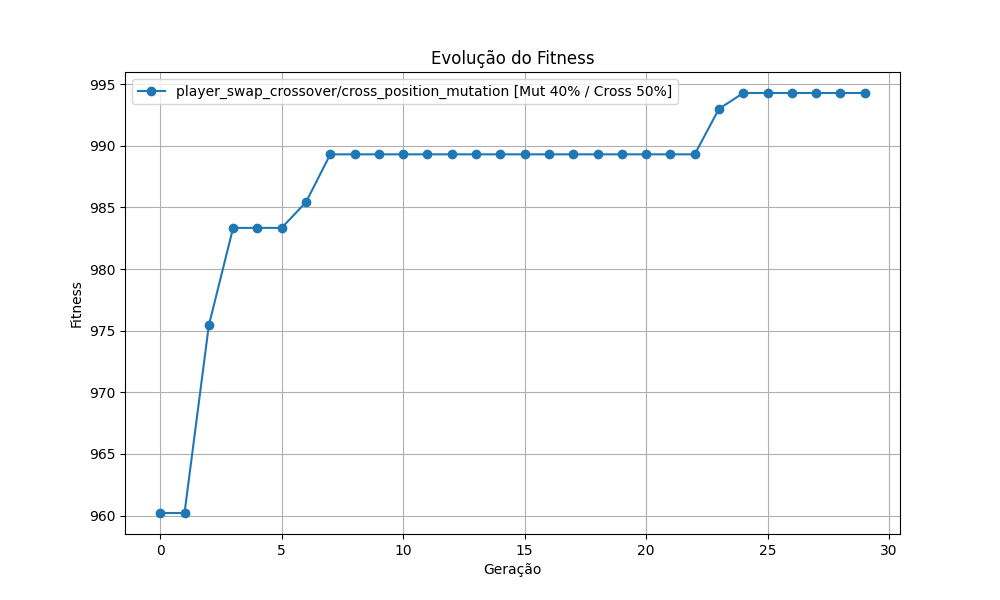 Evolução do Fitness
player_swap_crossover/cross_position_mutation [Mut 40% / Cross 50%]
995
990
985
980
975
970
965
960
Fitness
0 5 10 15 20 25 30
Geração